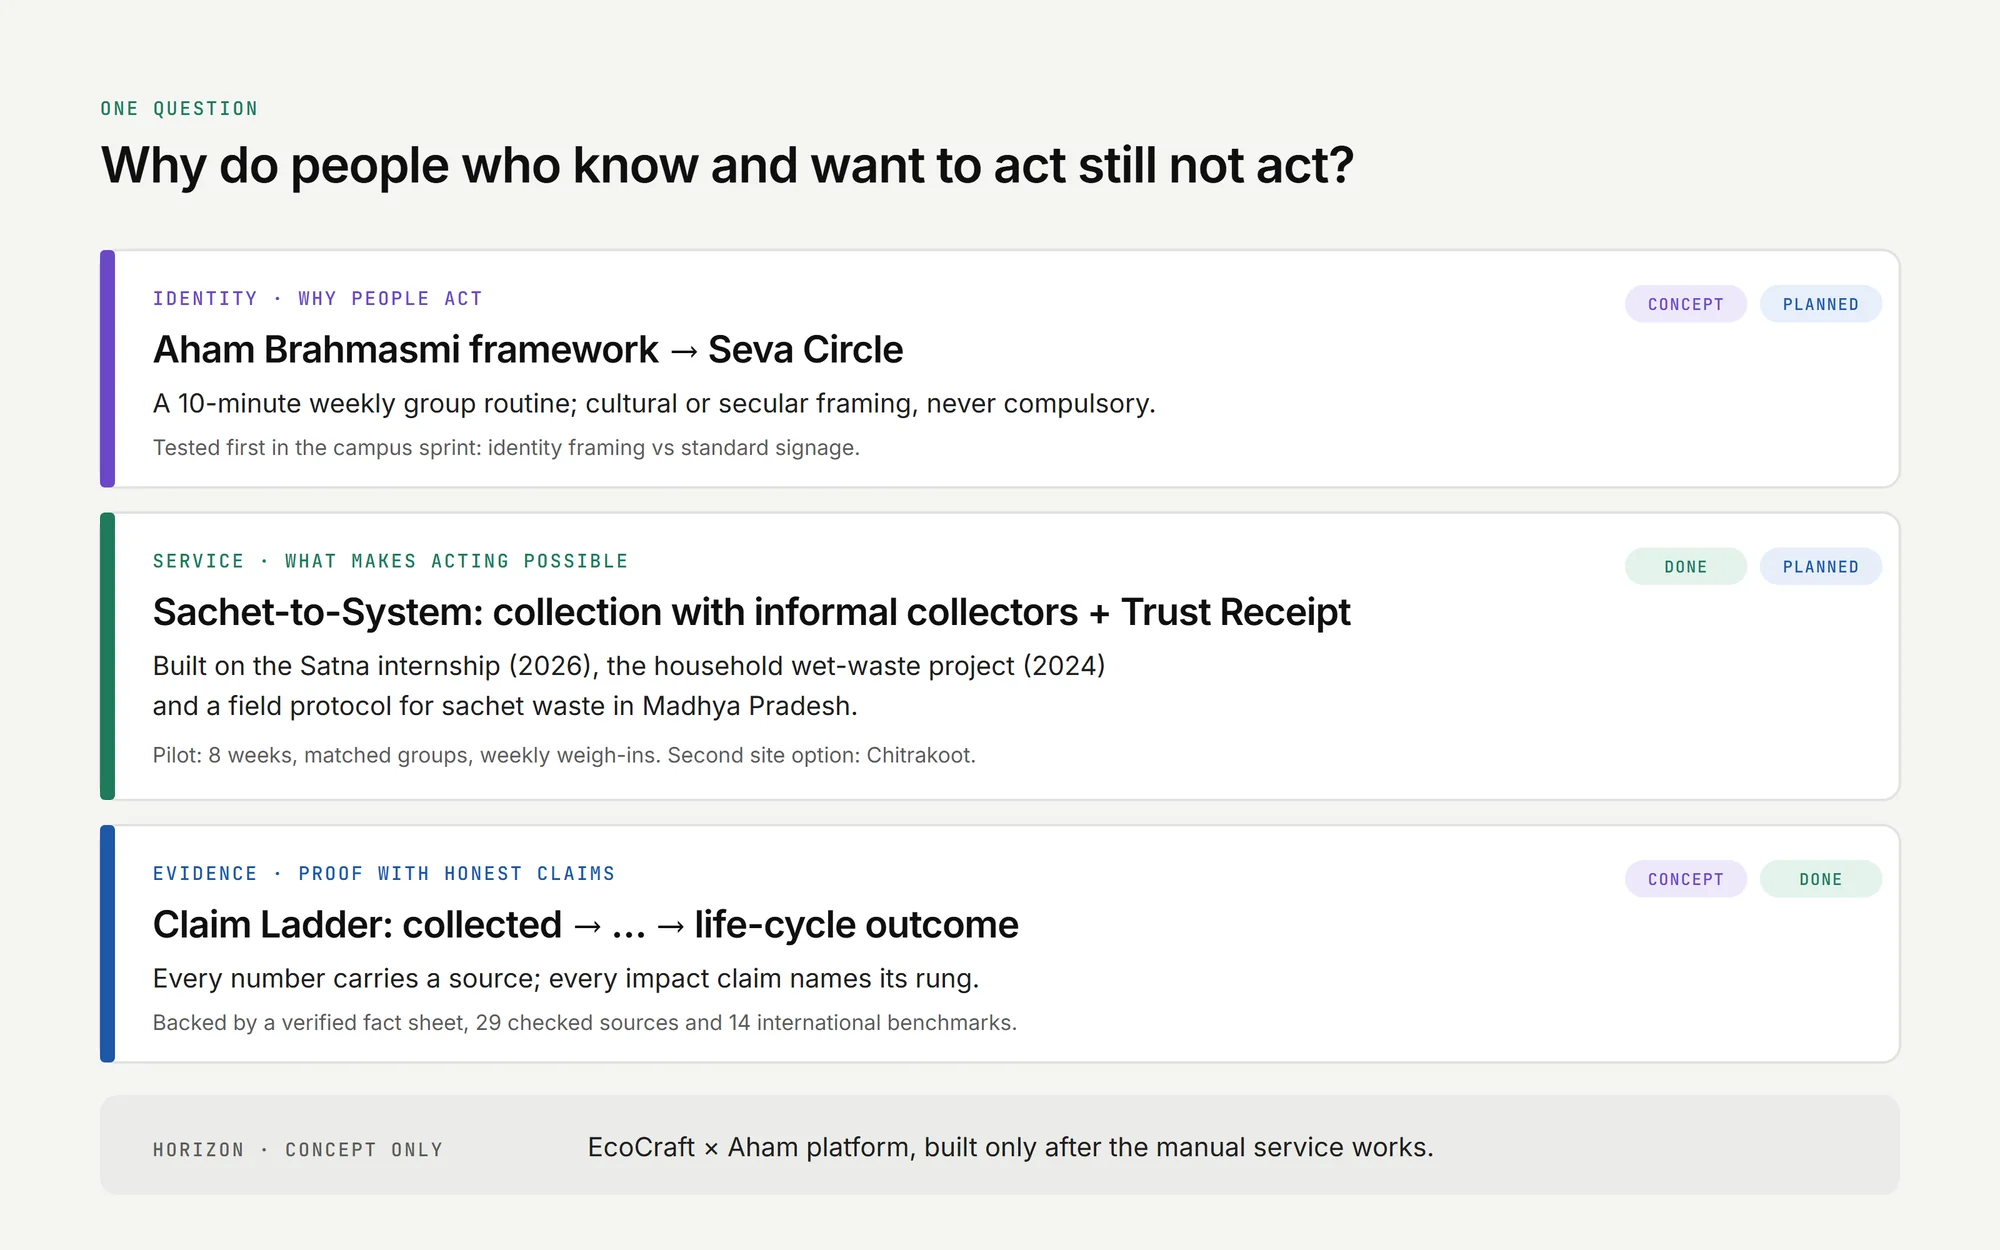 ONE QUESTION
Why do people who know and want to act still not act?
IDENTITY · WHY PEOPLE ACT
CONCEPT
PLANNED
Aham Brahmasmi framework → Seva Circle
A 10-minute weekly group routine; cultural or secular framing, never compulsory.
Tested first in the campus sprint: identity framing vs standard signage.
SERVICE · WHAT MAKES ACTING POSSIBLE
DONE
PLANNED
Sachet-to-System: collection with informal collectors + Trust Receipt
Built on the Satna internship (2026), the household wet-waste project (2024)
and a field protocol for sachet waste in Madhya Pradesh.
Pilot: 8 weeks, matched groups, weekly weigh-ins. Second site option: Chitrakoot.
EVIDENCE · PROOF WITH HONEST CLAIMS
CONCEPT
DONE
Claim Ladder: collected → … → life-cycle outcome
Every number carries a source; every impact claim names its rung.
Backed by a verified fact sheet, 29 checked sources and 14 international benchmarks.
HORIZON · CONCEPT ONLY
EcoCraft × Aham platform, built only after the manual service works.